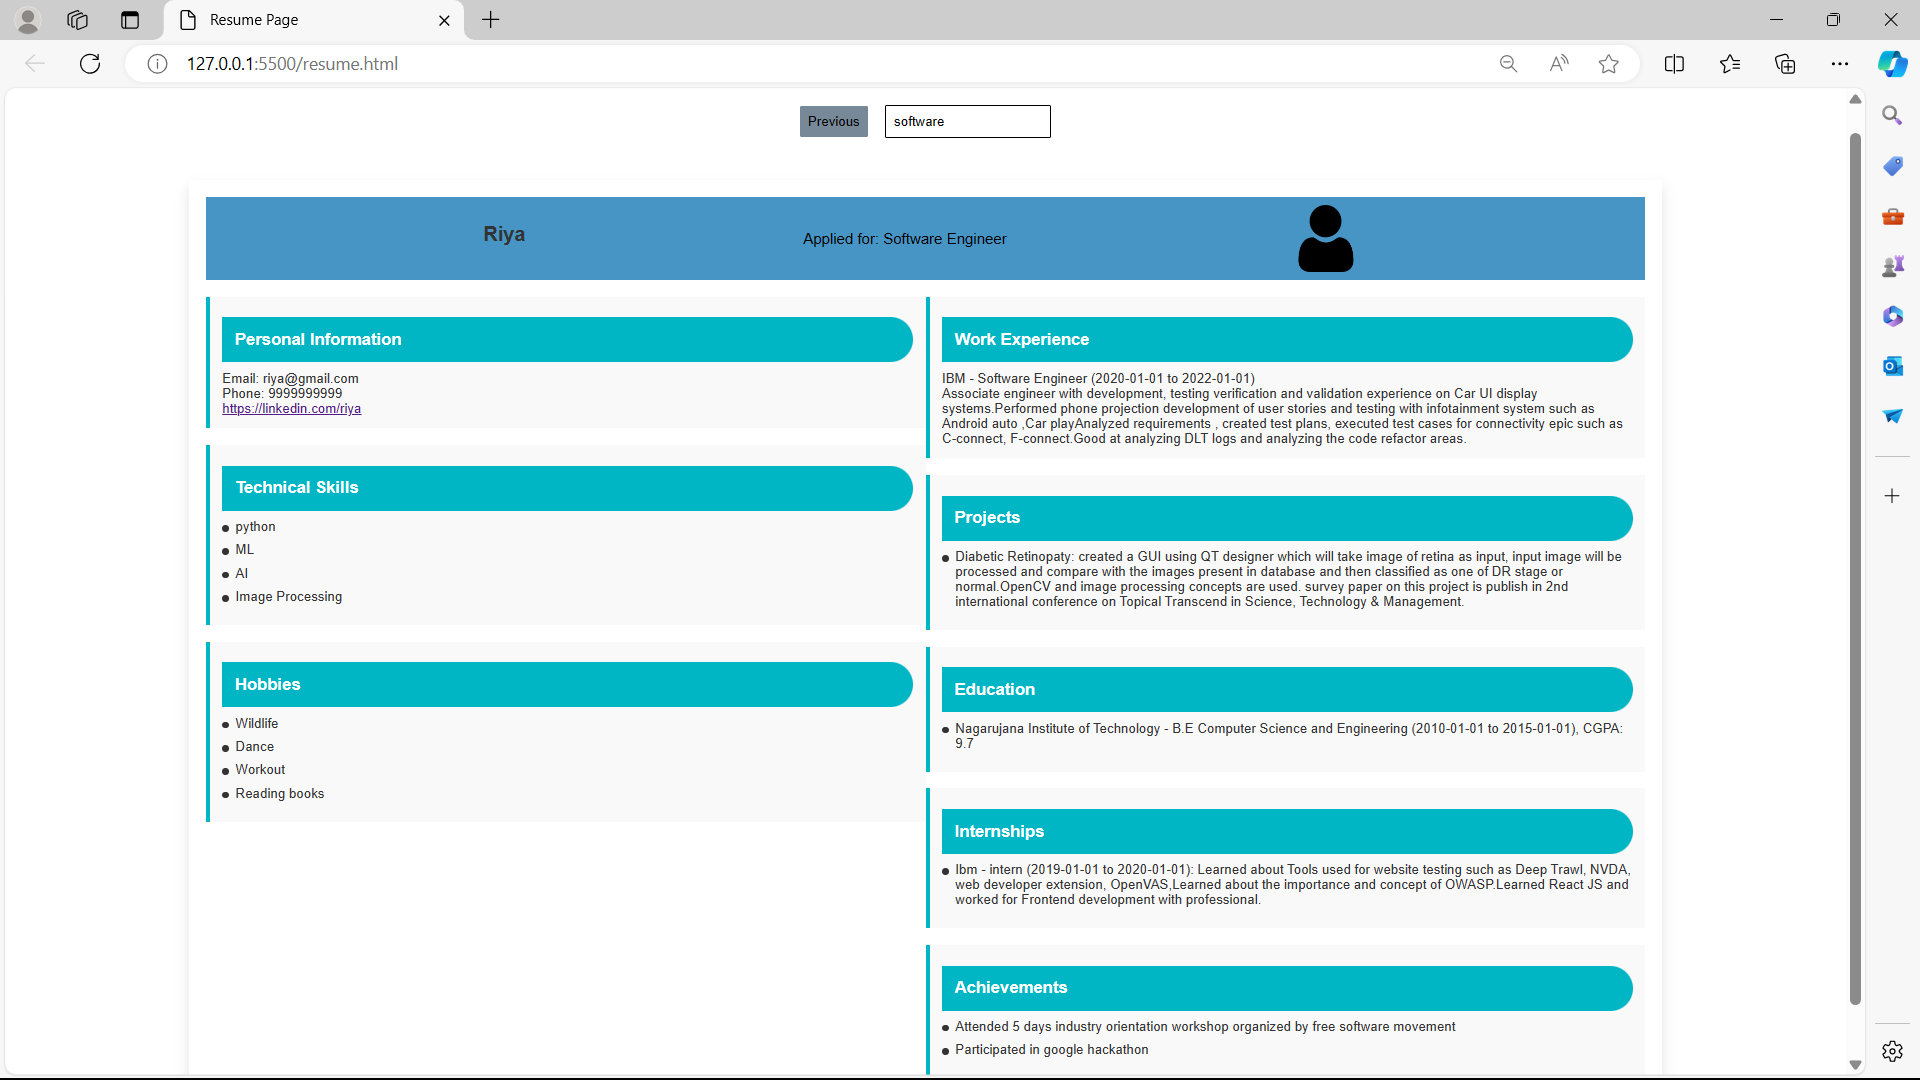 Resume Page
127.0.0.1:5500/resume.html
Previous
software
Riya
Applied for: Software Engineer
Personal Information
Email: riya@gmail.com
Phone: 9999999999
https://linkedin.com/riya
Technical Skills
python
ML
AI
Image Processing
Hobbies
Wildlife
Dance
Workout
Reading books
Work Experience
IBM - Software Engineer (2020-01-01 to 2022-01-01)
Associate engineer with development, testing verification and validation experience on Car UI display
systems.Performed phone projection development of user stories and testing with infotainment system such as
Android auto ,Car playAnalyzed requirements , created test plans, executed test cases for connectivity epic such as
C-connect, F-connect.Good at analyzing DLT logs and analyzing the code refactor areas.
Projects
Diabetic Retinopaty: created a GUI using QT designer which will take image of retina as input, input image will be
processed and compare with the images present in database and then classified as one of DR stage or
normal.OpenCV and image processing concepts are used. survey paper on this project is publish in 2nd
international conference on Topical Transcend in Science, Technology & Management.
Education
Nagarujana Institute of Technology - B.E Computer Science and Engineering (2010-01-01 to 2015-01-01), CGPA:
9.7
Internships
Ibm - intern (2019-01-01 to 2020-01-01): Learned about Tools used for website testing such as Deep Trawl, NVDA,
web developer extension, OpenVAS,Learned about the importance and concept of OWASP.Learned React JS and
worked for Frontend development with professional.
Achievements
Attended 5 days industry orientation workshop organized by free software movement
Participated in google hackathon